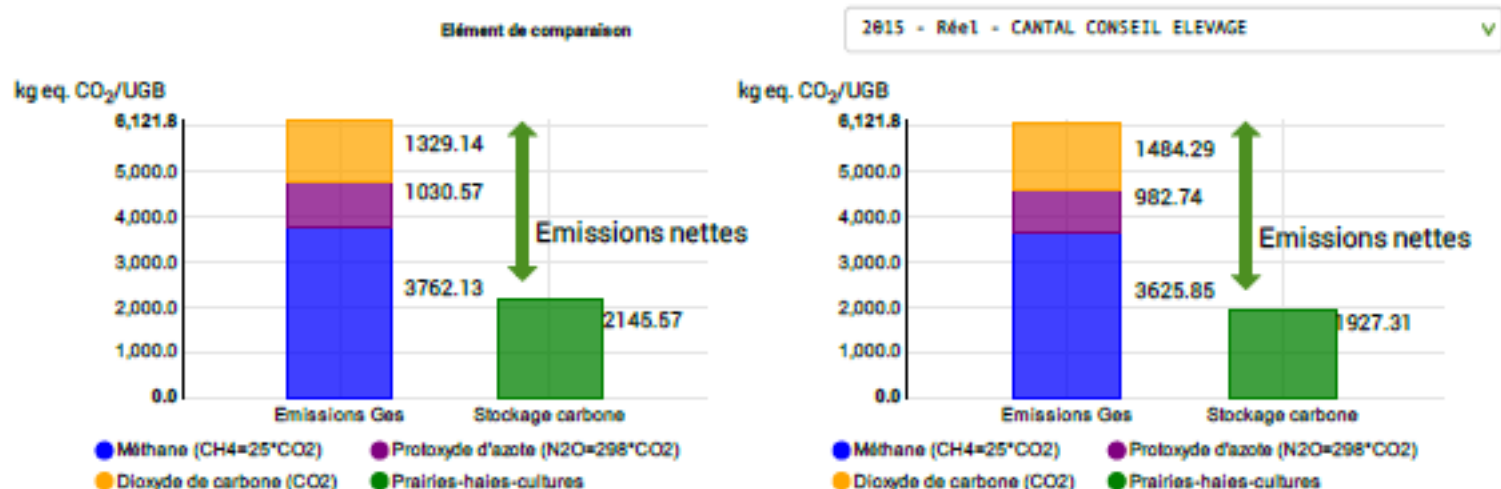 Elément de comparaison
2015 - Réel - CANTAL CONSEIL ELEVAGE
kg eq. CO2/UGB
6,121.8
5,000.0
4,000.0
3,000.0
2,000.0
1,000.0
0.0
1329.14
1030.57
3762.13
Emissions nettes
2145.57
Emissions Ges
Stockage carbone
Méthane (CH4=25*CO2)
Protoxyde d'azote (N2O=298*CO2)
Dioxyde de carbone (CO2)
Prairies-haies-cultures
kg eq. CO2/UGB
6,121.8
5,000.0
4,000.0
3,000.0
2,000.0
1,000.0
0.0
1484.29
982.74
3625.85
Emissions nettes
1927.31
Emissions Ges
Stockage carbone
Méthane (CH4=25*CO2)
Protoxyde d'azote (N2O=298*CO2)
Dioxyde de carbone (CO2)
Prairies-haies-cultures